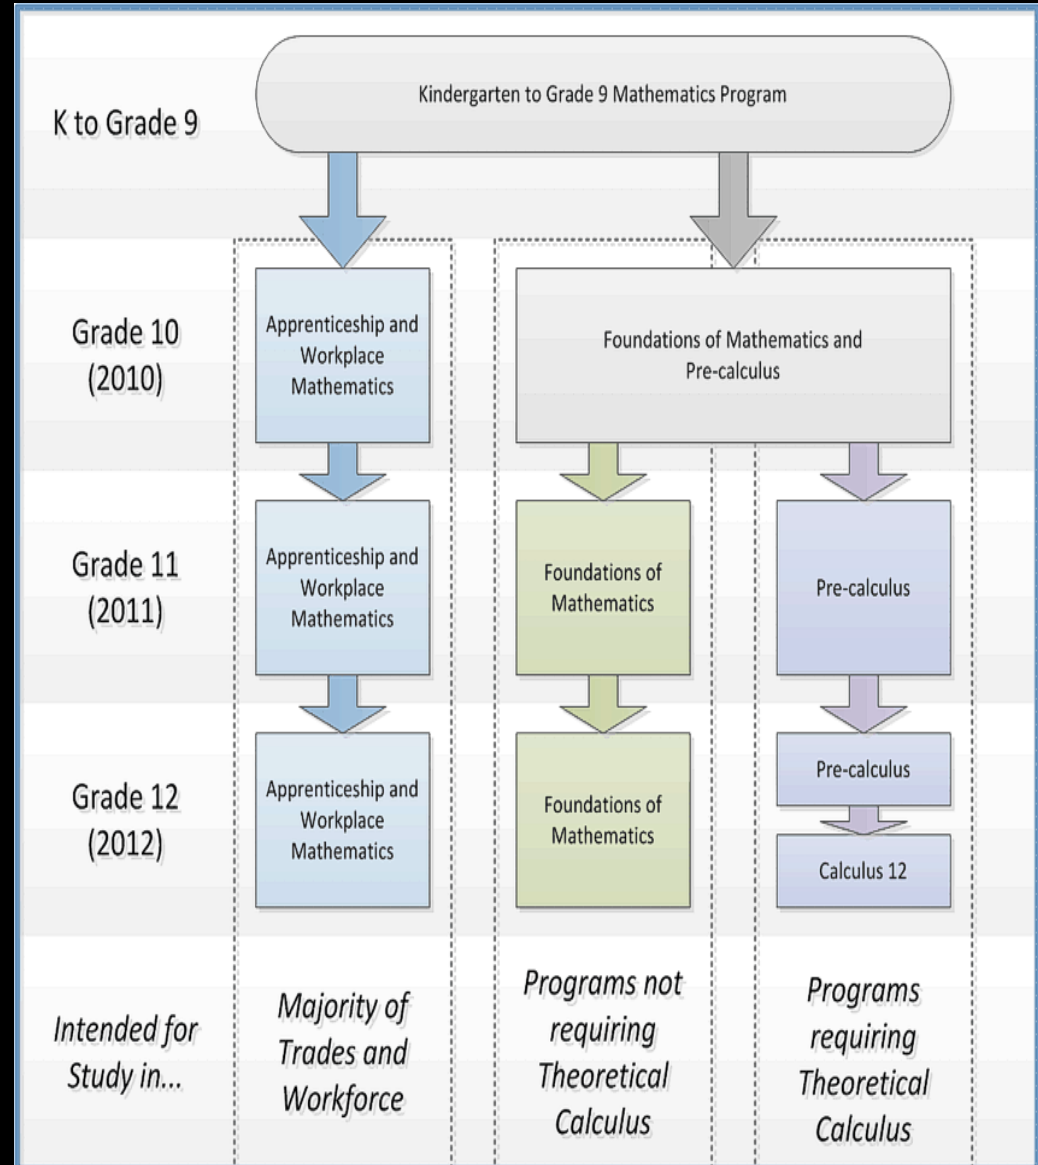 K to Grade 9
Kindergarten to Grade 9 Mathematics Program
Grade 10
(2010)
Apprenticeship and
Workplace
Mathematics
Foundations of Mathematics and
Pre-calculus
Grade 11
(2011)
Apprenticeship and
Workplace
Mathematics
Foundations of
Mathematics
Pre-calculus
Grade 12
(2012)
Apprenticeship and
Workplace
Mathematics
Foundations of
Mathematics
Pre-calculus
Calculus 12
Intended for
Study in...
Majority of
Trades and
Workforce
Programs not
requiring
Theoretical
Calculus
Programs
requiring
Theoretical
Calculus